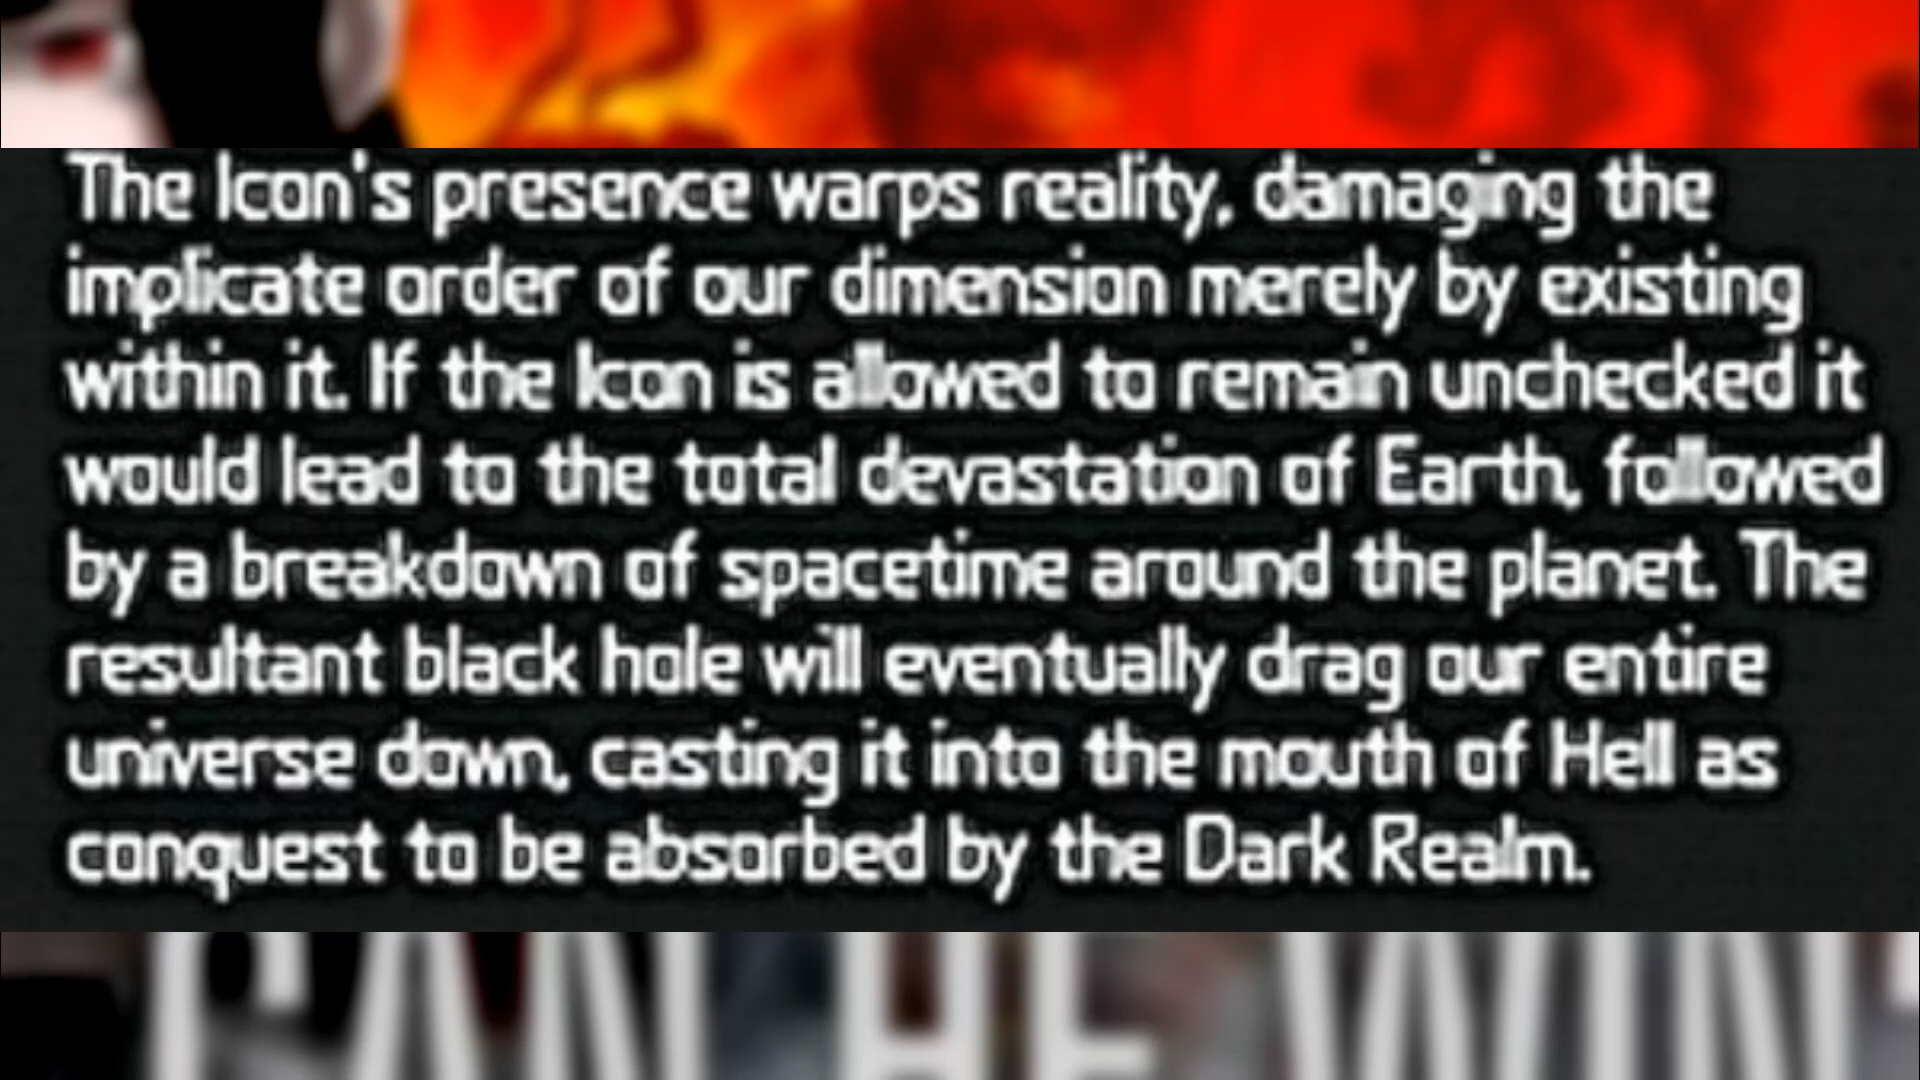 The Icon's presence warps reality, damaging the
implicate order of our dimension merely by existing
within it. If the Icon is allowed to remain unchecked it
would lead to the total devastation of Earth, followed
by a breakdown of spacetime around the planet. The
resultant black hole will eventually drag our entire
universe down, casting it into the mouth of Hell as
conquest to be absorbed by the Dark Realm.
CAN HE WIN?